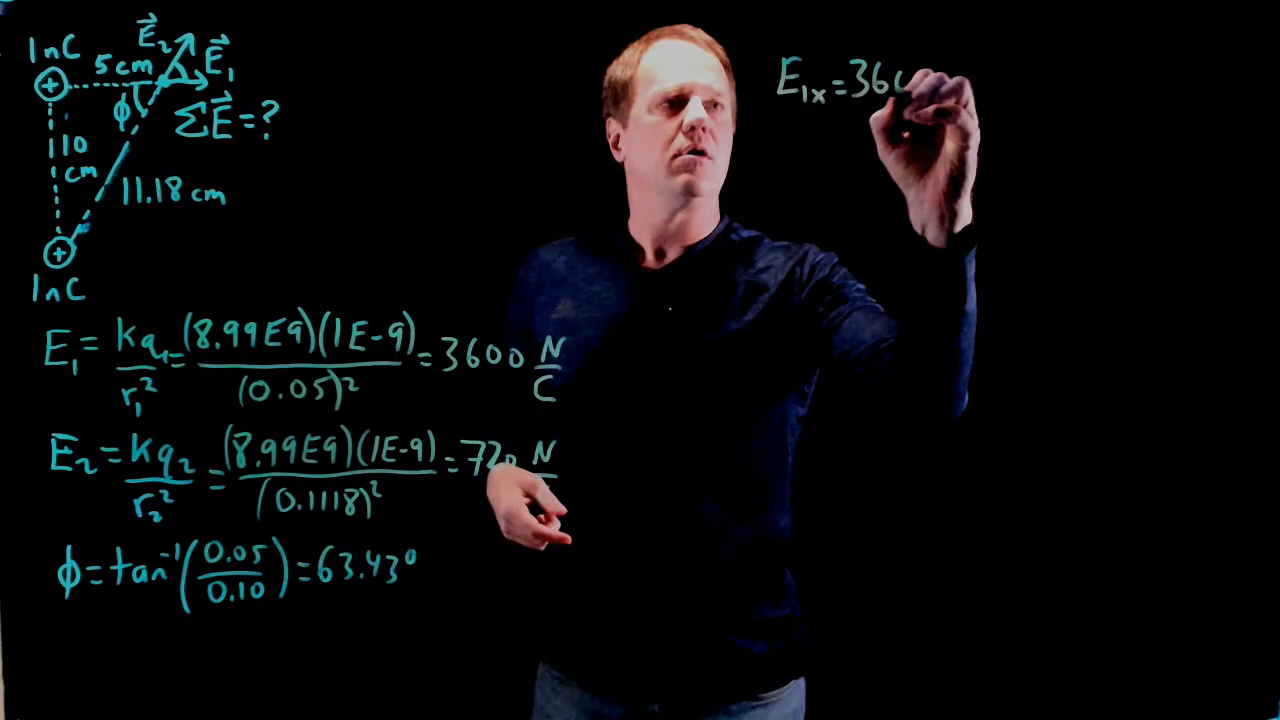 1nC
5cm
E⃗₂
E⃗₁
ϕ
ΣE⃗=?
10
cm
11.18 cm
1nC
E₁ = kq₁/r₁² = (8.99E9)(1E-9)/(0.05)² = 3600 N/C
E₂ = kq₂/r₂² = (8.99E9)(1E-9)/(0.1118)² = 720 N
ϕ = tan⁻¹(0.05/0.10) = 63.43°
E₁ₓ = 36